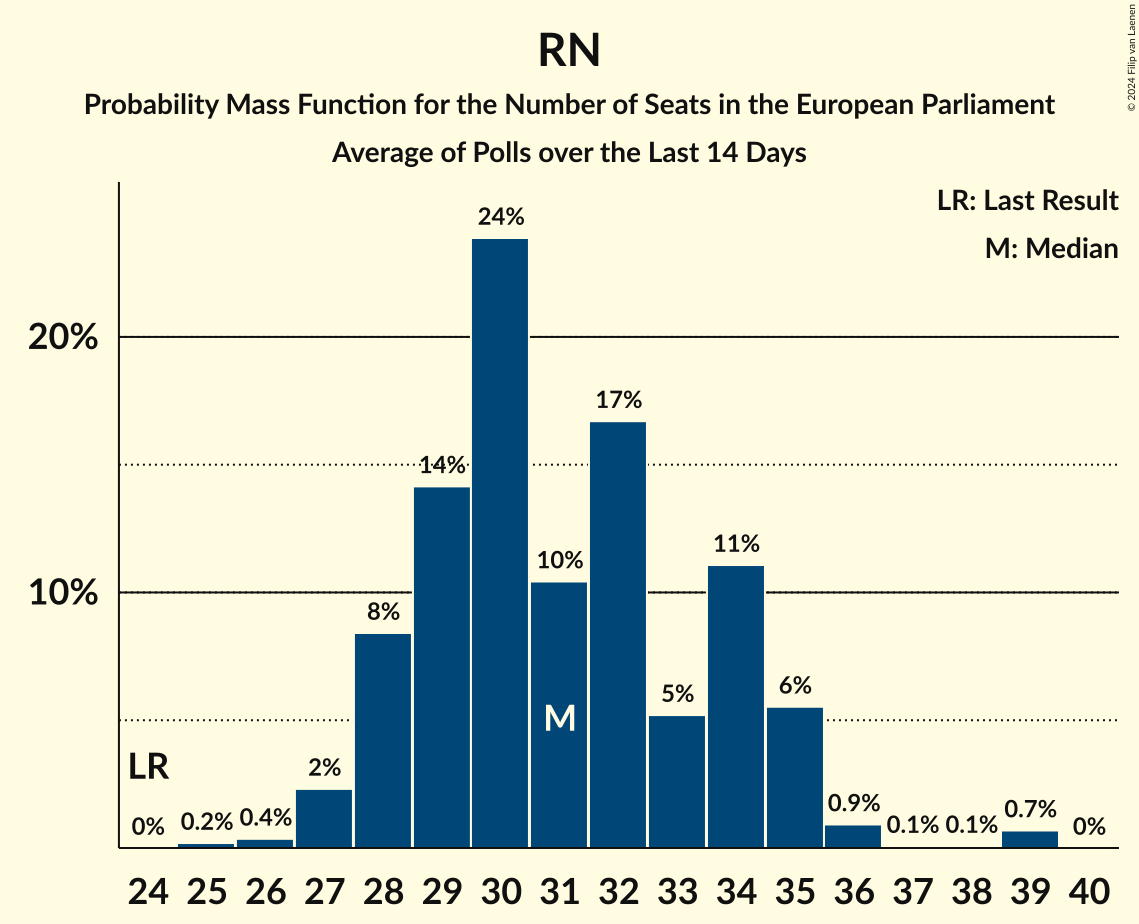 © 2024 Filip van Laenen
RN
Probability Mass Function for the Number of Seats in the European Parliament
Average of Polls over the Last 14 Days
LR: Last Result
M: Median
24%
20%
17%
14%
10%
11%
10%
8%
6%
5%
M
LR
2%
0% 0.2% 0.4% 0.9% 0.1% 0.1% 0.7% 0%
24 25 26 27 28 29 30 31 32 33 34 35 36 37 38 39 40